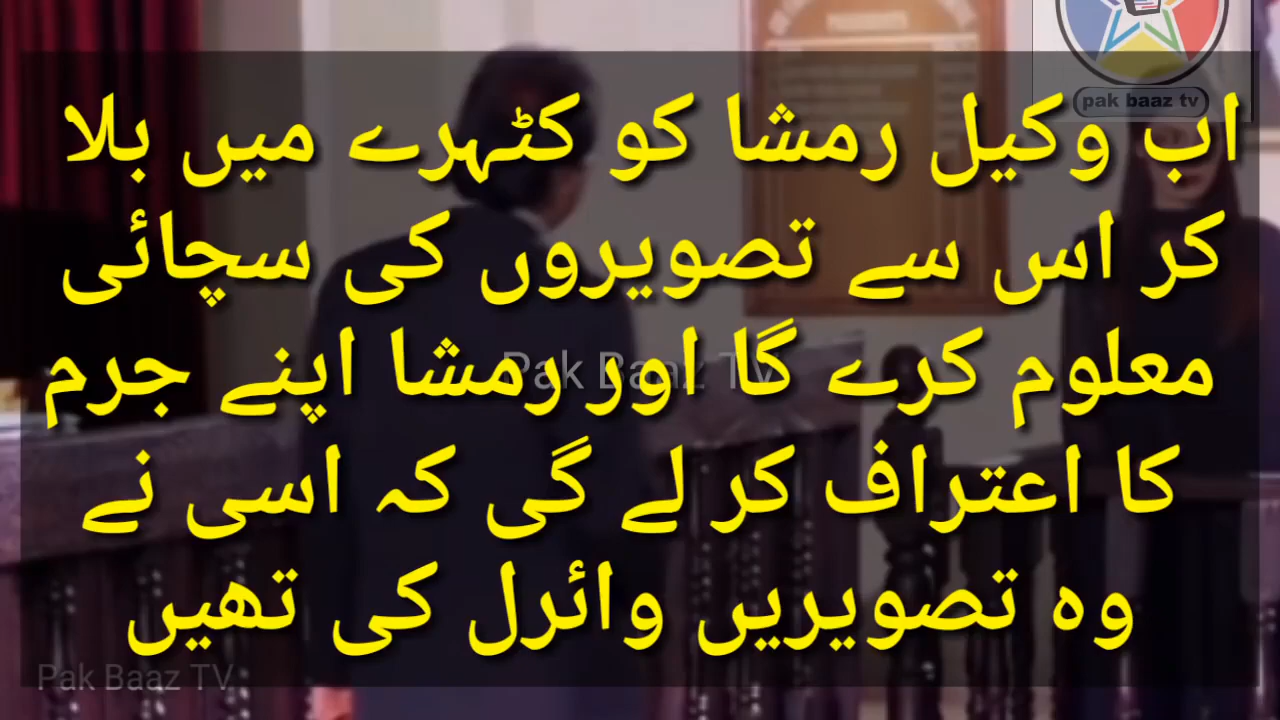 pak baaz tv
اب وکیل رمشا کو کٹہرے میں بلا
کر اس سے تصویروں کی سچائی
معلوم کرے گا اور رمشا اپنے جرم
کا اعتراف کر لے گی کہ اسی نے
وہ تصویریں وائرل کی تھیں
Pak Baaz TV
Pak Baaz TV